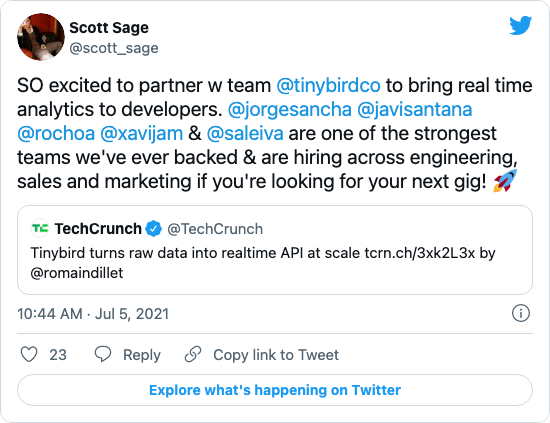 Scott Sage
@scott_sage
SO excited to partner w team @tinybirdco to bring real time
analytics to developers. @jorgesancha @javisantana
@rochoa @xavijam & @saleiva are one of the strongest
teams we've ever backed & are hiring across engineering,
sales and marketing if you're looking for your next gig! 🚀
TC TechCrunch @TechCrunch
Tinybird turns raw data into realtime API at scale tcrn.ch/3xk2L3x by
@romaindillet
10:44 AM · Jul 5, 2021
23 Reply Copy link to Tweet
Explore what's happening on Twitter